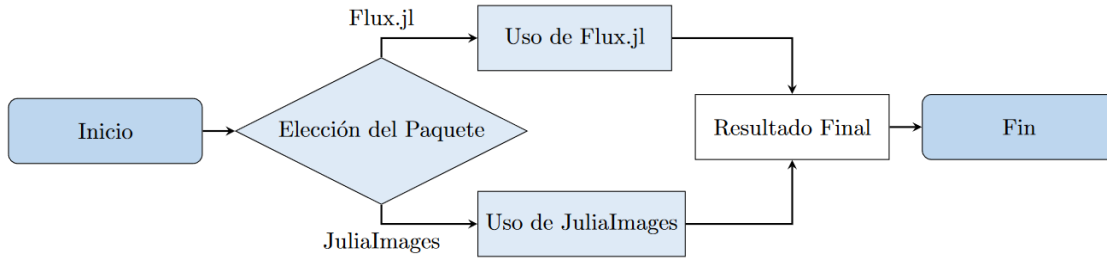 Flux.jl
Uso de Flux.jl
Inicio
Elección del Paquete
Resultado Final
Fin
Uso de JuliaImages
JuliaImages